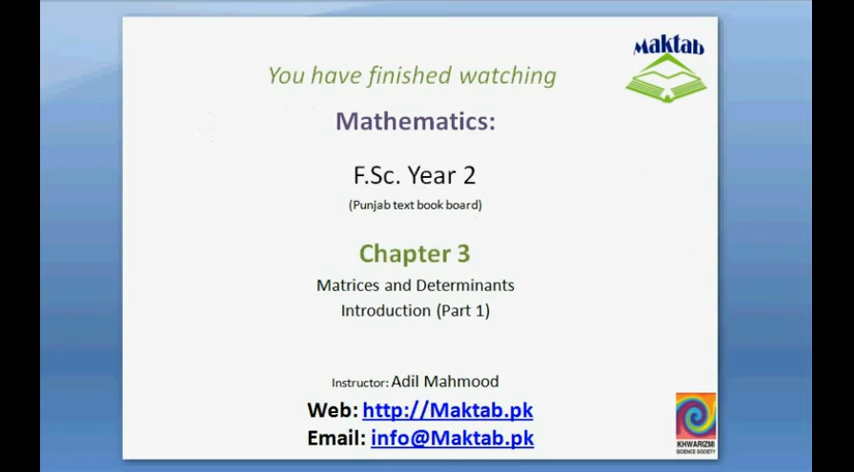 Maktab
You have finished watching
Mathematics:
F.Sc. Year 2
(Punjab text book board)
Chapter 3
Matrices and Determinants
Introduction (Part 1)
Instructor: Adil Mahmood
Web: http://Maktab.pk
Email: info@Maktab.pk
KHWARIZMI
SCIENCE SOCIETY